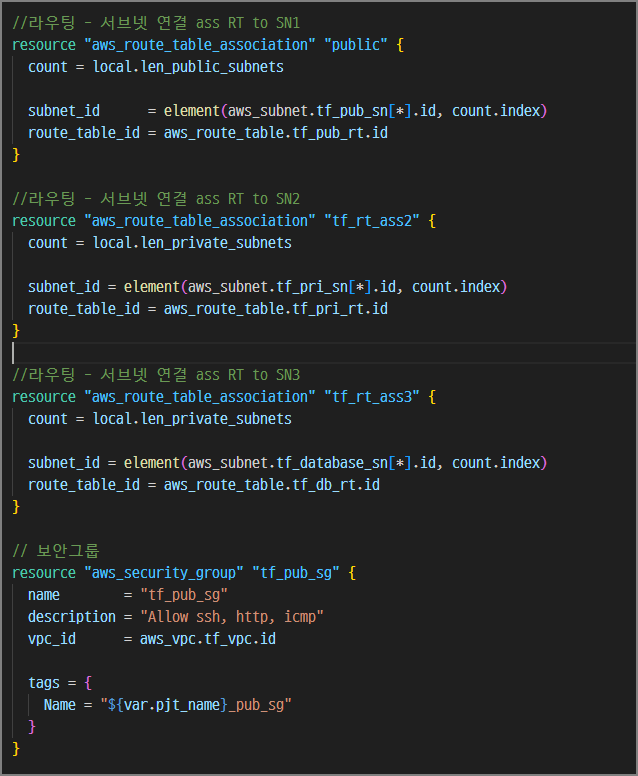 //라우팅 - 서브넷 연결 ass RT to SN1
resource "aws_route_table_association" "public" {
  count = local.len_public_subnets

  subnet_id      = element(aws_subnet.tf_pub_sn[*].id, count.index)
  route_table_id = aws_route_table.tf_pub_rt.id
}

//라우팅 - 서브넷 연결 ass RT to SN2
resource "aws_route_table_association" "tf_rt_ass2" {
  count = local.len_private_subnets

  subnet_id = element(aws_subnet.tf_pri_sn[*].id, count.index)
  route_table_id = aws_route_table.tf_pri_rt.id
}

//라우팅 - 서브넷 연결 ass RT to SN3
resource "aws_route_table_association" "tf_rt_ass3" {
  count = local.len_private_subnets

  subnet_id = element(aws_subnet.tf_database_sn[*].id, count.index)
  route_table_id = aws_route_table.tf_db_rt.id
}

// 보안그룹
resource "aws_security_group" "tf_pub_sg" {
  name        = "tf_pub_sg"
  description = "Allow ssh, http, icmp"
  vpc_id      = aws_vpc.tf_vpc.id

  tags = {
    Name = "${var.pjt_name}_pub_sg"
  }
}